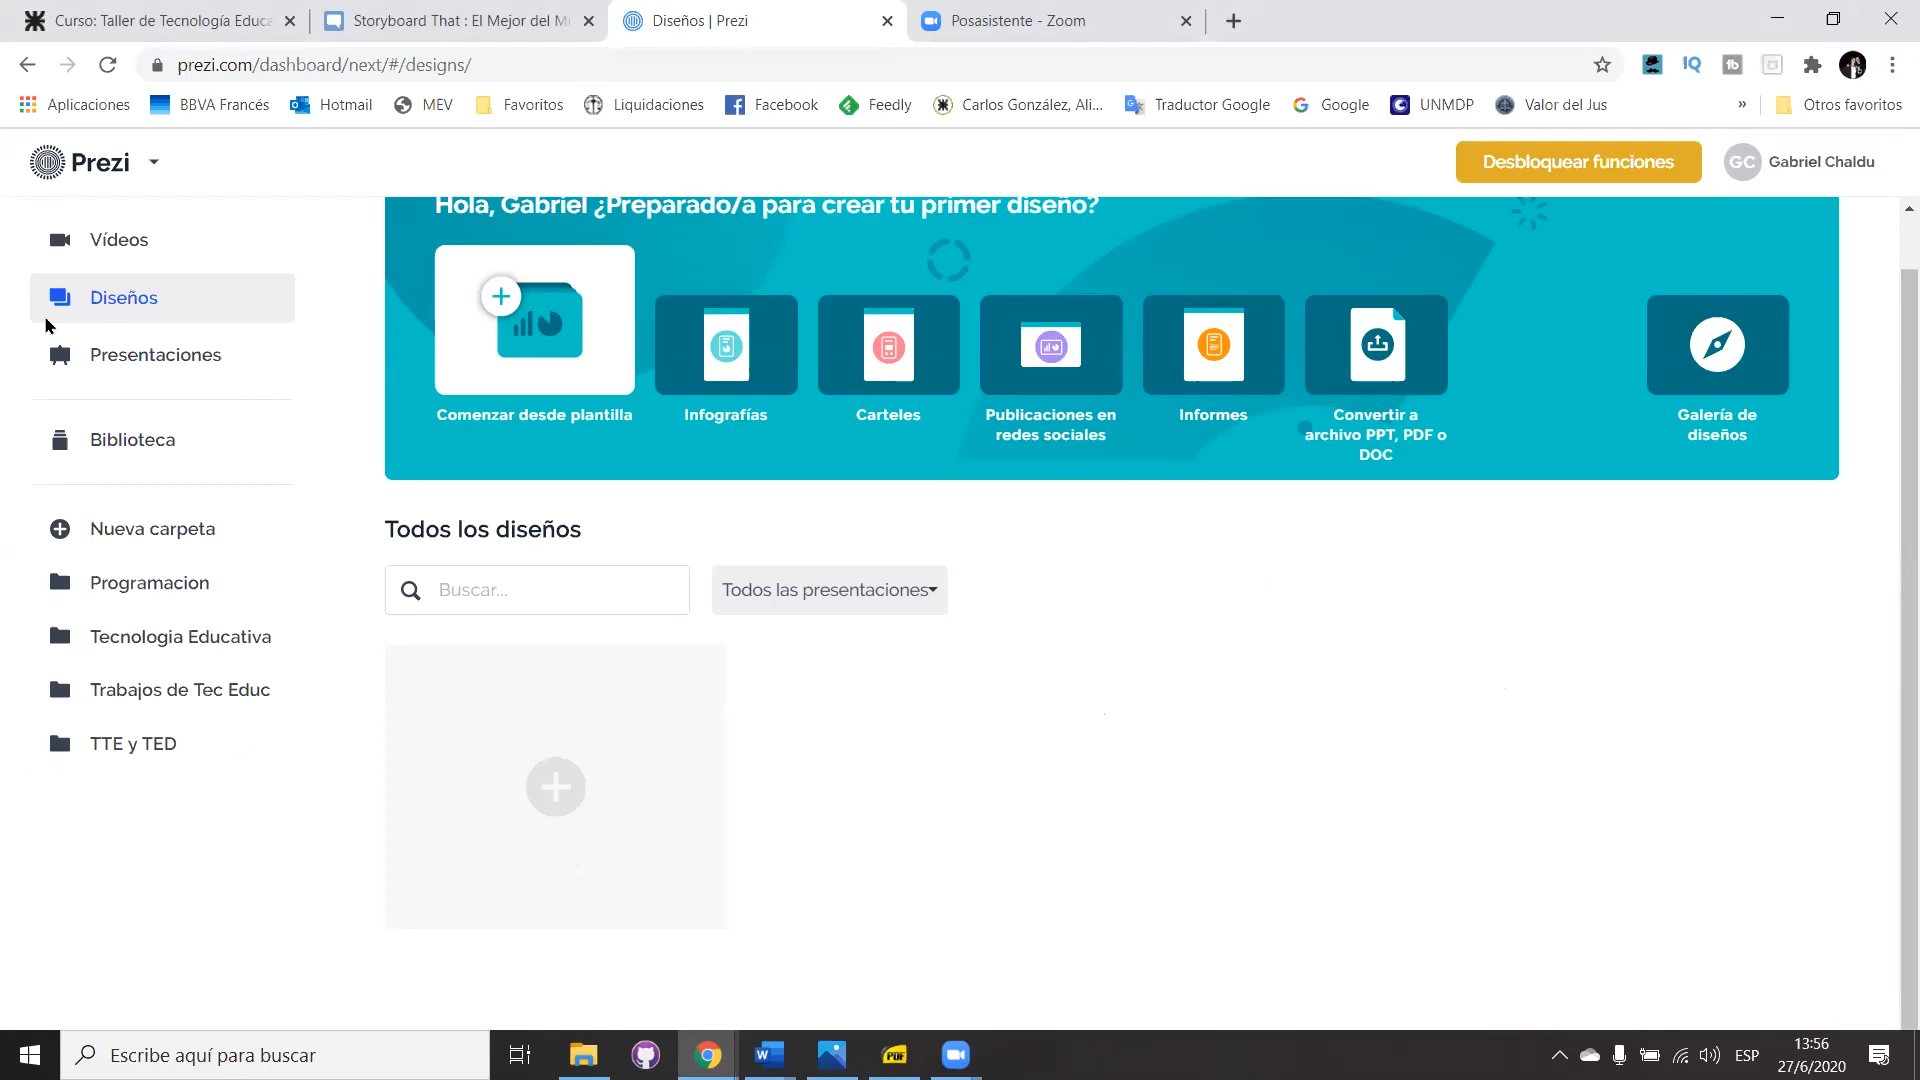 Curso: Taller de Tecnología Educa
Storyboard That : El Mejor del M
Diseños | Prezi
Posasistente - Zoom
prezi.com/dashboard/next/#/designs/
IQ
Aplicaciones
BBVA Francés
Hotmail
MEV
Favoritos
Liquidaciones
Facebook
Feedly
Carlos González, Ali...
Traductor Google
Google
UNMDP
Valor del Jus
»
Otros favoritos
Prezi
Desbloquear funciones
GC
Gabriel Chaldu
Vídeos
Diseños
Presentaciones
Biblioteca
Nueva carpeta
Programacion
Tecnologia Educativa
Trabajos de Tec Educ
TTE y TED
Hola, Gabriel ¿Preparado/a para crear tu primer diseño?
Comenzar desde plantilla
Infografías
Carteles
Publicaciones en
redes sociales
Informes
Convertir a
archivo PPT, PDF o
DOC
Galería de
diseños
Todos los diseños
Buscar...
Todos las presentaciones
Escribe aquí para buscar
PDF
ESP
13:56
27/6/2020